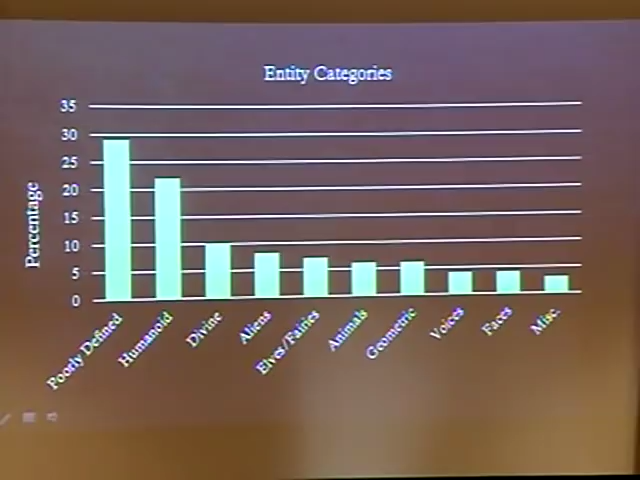 Entity Categories
35
30
25
20
15
10
5
0
Percentage
Poorly Defined
Humanoid
Divine
Aliens
Elves/Fairies
Animals
Geometric
Voices
Faces
Misc.